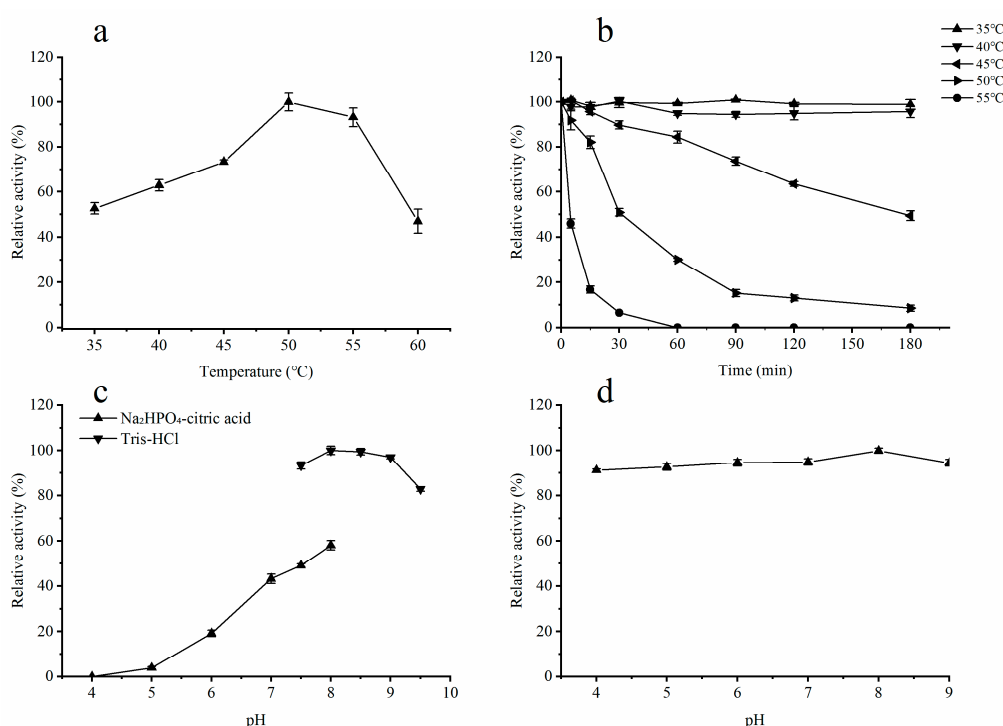 a
120
100
80
60
40
20
0
Relative activity (%)
35 40 45 50 55 60
Temperature (℃)
b
35℃
40℃
45℃
50℃
55℃
120
100
80
60
40
20
0
Relative activity (%)
0 30 60 90 120 150 180
Time (min)
c
Na₂HPO₄-citric acid
Tris-HCl
120
100
80
60
40
20
0
Relative activity (%)
4 5 6 7 8 9 10
pH
d
120
100
80
60
40
20
0
Relative activity (%)
4 5 6 7 8 9
pH